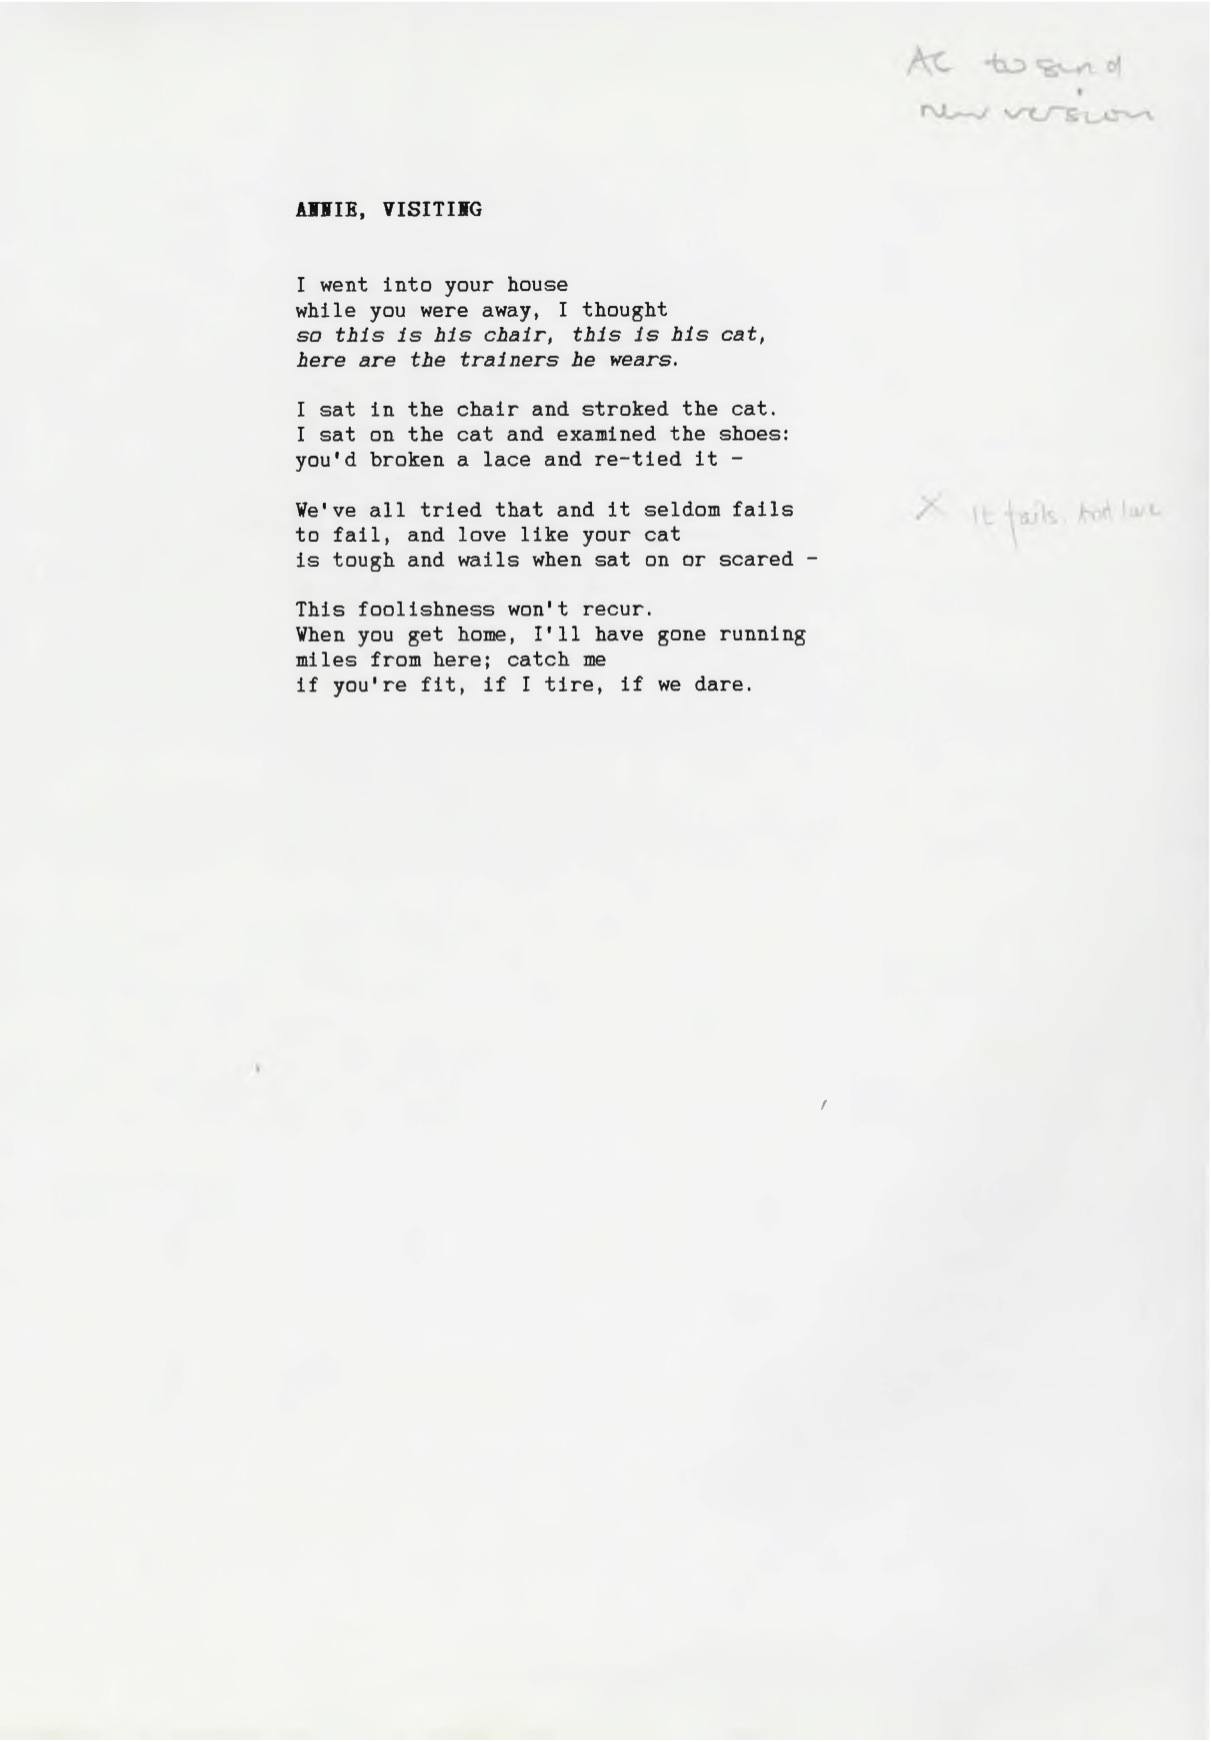 AC to send
new version
ANNIE, VISITING
I went into your house
while you were away, I thought
so this is his chair, this is his cat,
here are the trainers he wears.
I sat in the chair and stroked the cat.
I sat on the cat and examined the shoes:
you'd broken a lace and re-tied it -
We've all tried that and it seldom fails
X It fails. And love
to fail, and love like your cat
is tough and wails when sat on or scared -
This foolishness won't recur.
When you get home, I'll have gone running
miles from here; catch me
if you're fit, if I tire, if we dare.